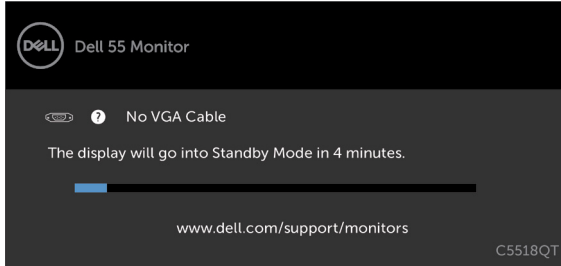 DELL Dell 55 Monitor
? No VGA Cable
The display will go into Standby Mode in 4 minutes.
www.dell.com/support/monitors
C5518QT